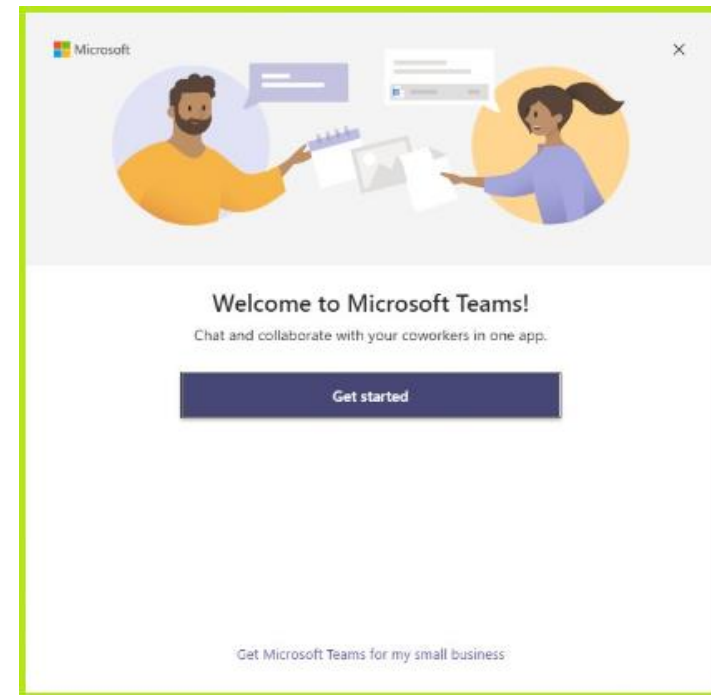 Microsoft
Welcome to Microsoft Teams!
Chat and collaborate with your coworkers in one app.
Get started
Get Microsoft Teams for my small business